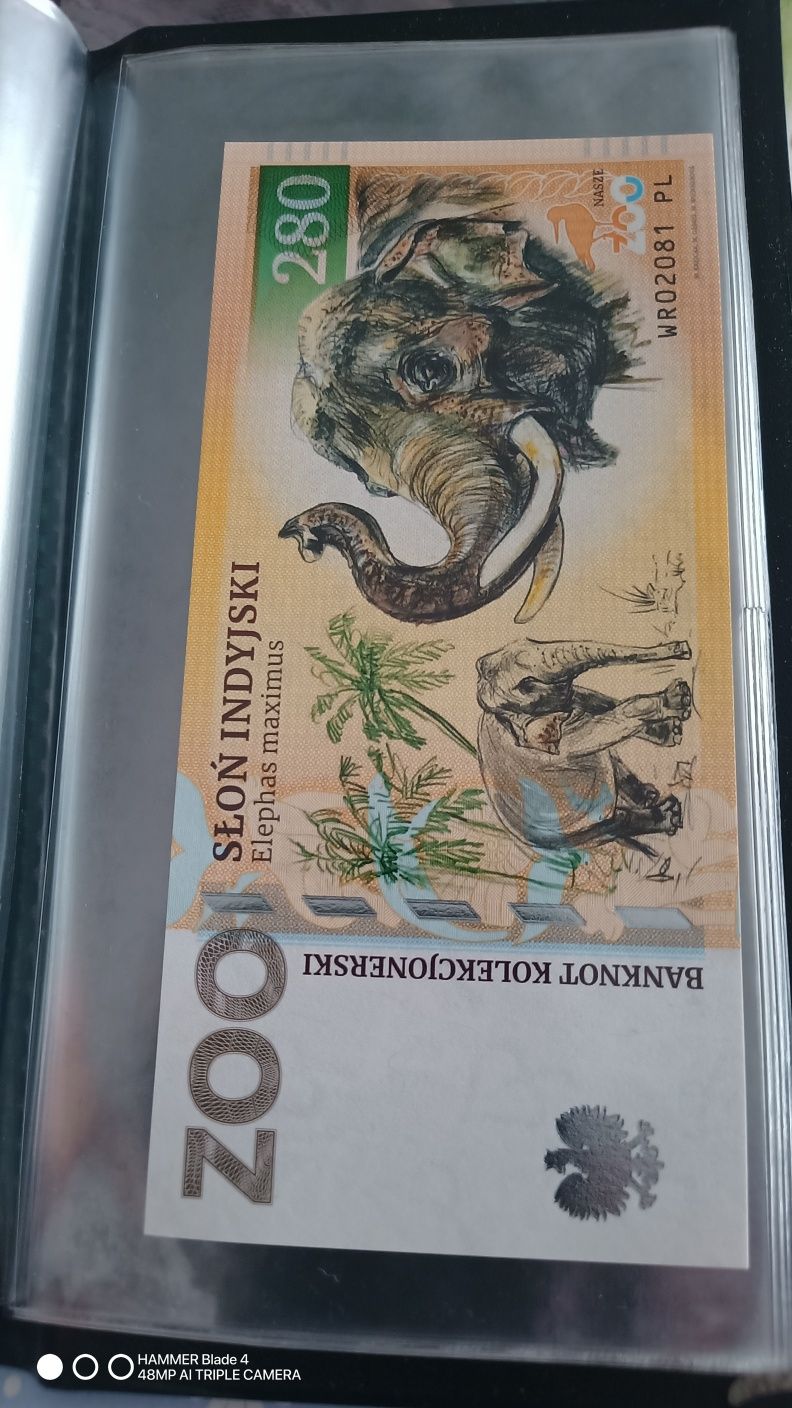 ZOO
SŁOŃ INDYJSKI
Elephas maximus
280
BANKNOT KOLEKCJONERSKI
NASZE
ZOO
WR02081 PL
HAMMER Blade 4
48MP AI TRIPLE CAMERA